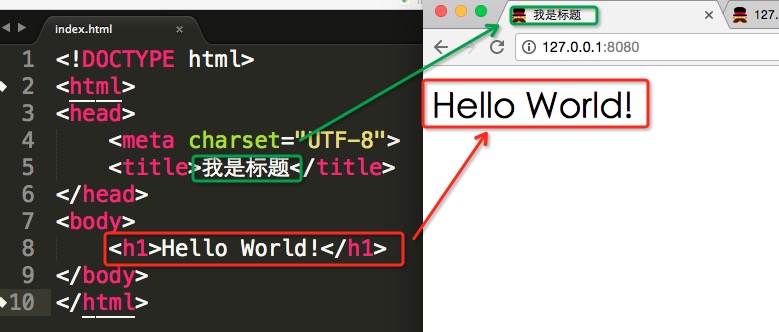 index.html
1 <!DOCTYPE html>
2 <html>
3 <head>
4 <meta charset="UTF-8">
5 <title>我是标题</title>
6 </head>
7 <body>
8 <h1>Hello World!</h1>
9 </body>
10 </html>
我是标题
127.0
127.0.0.1:8080
Hello World!